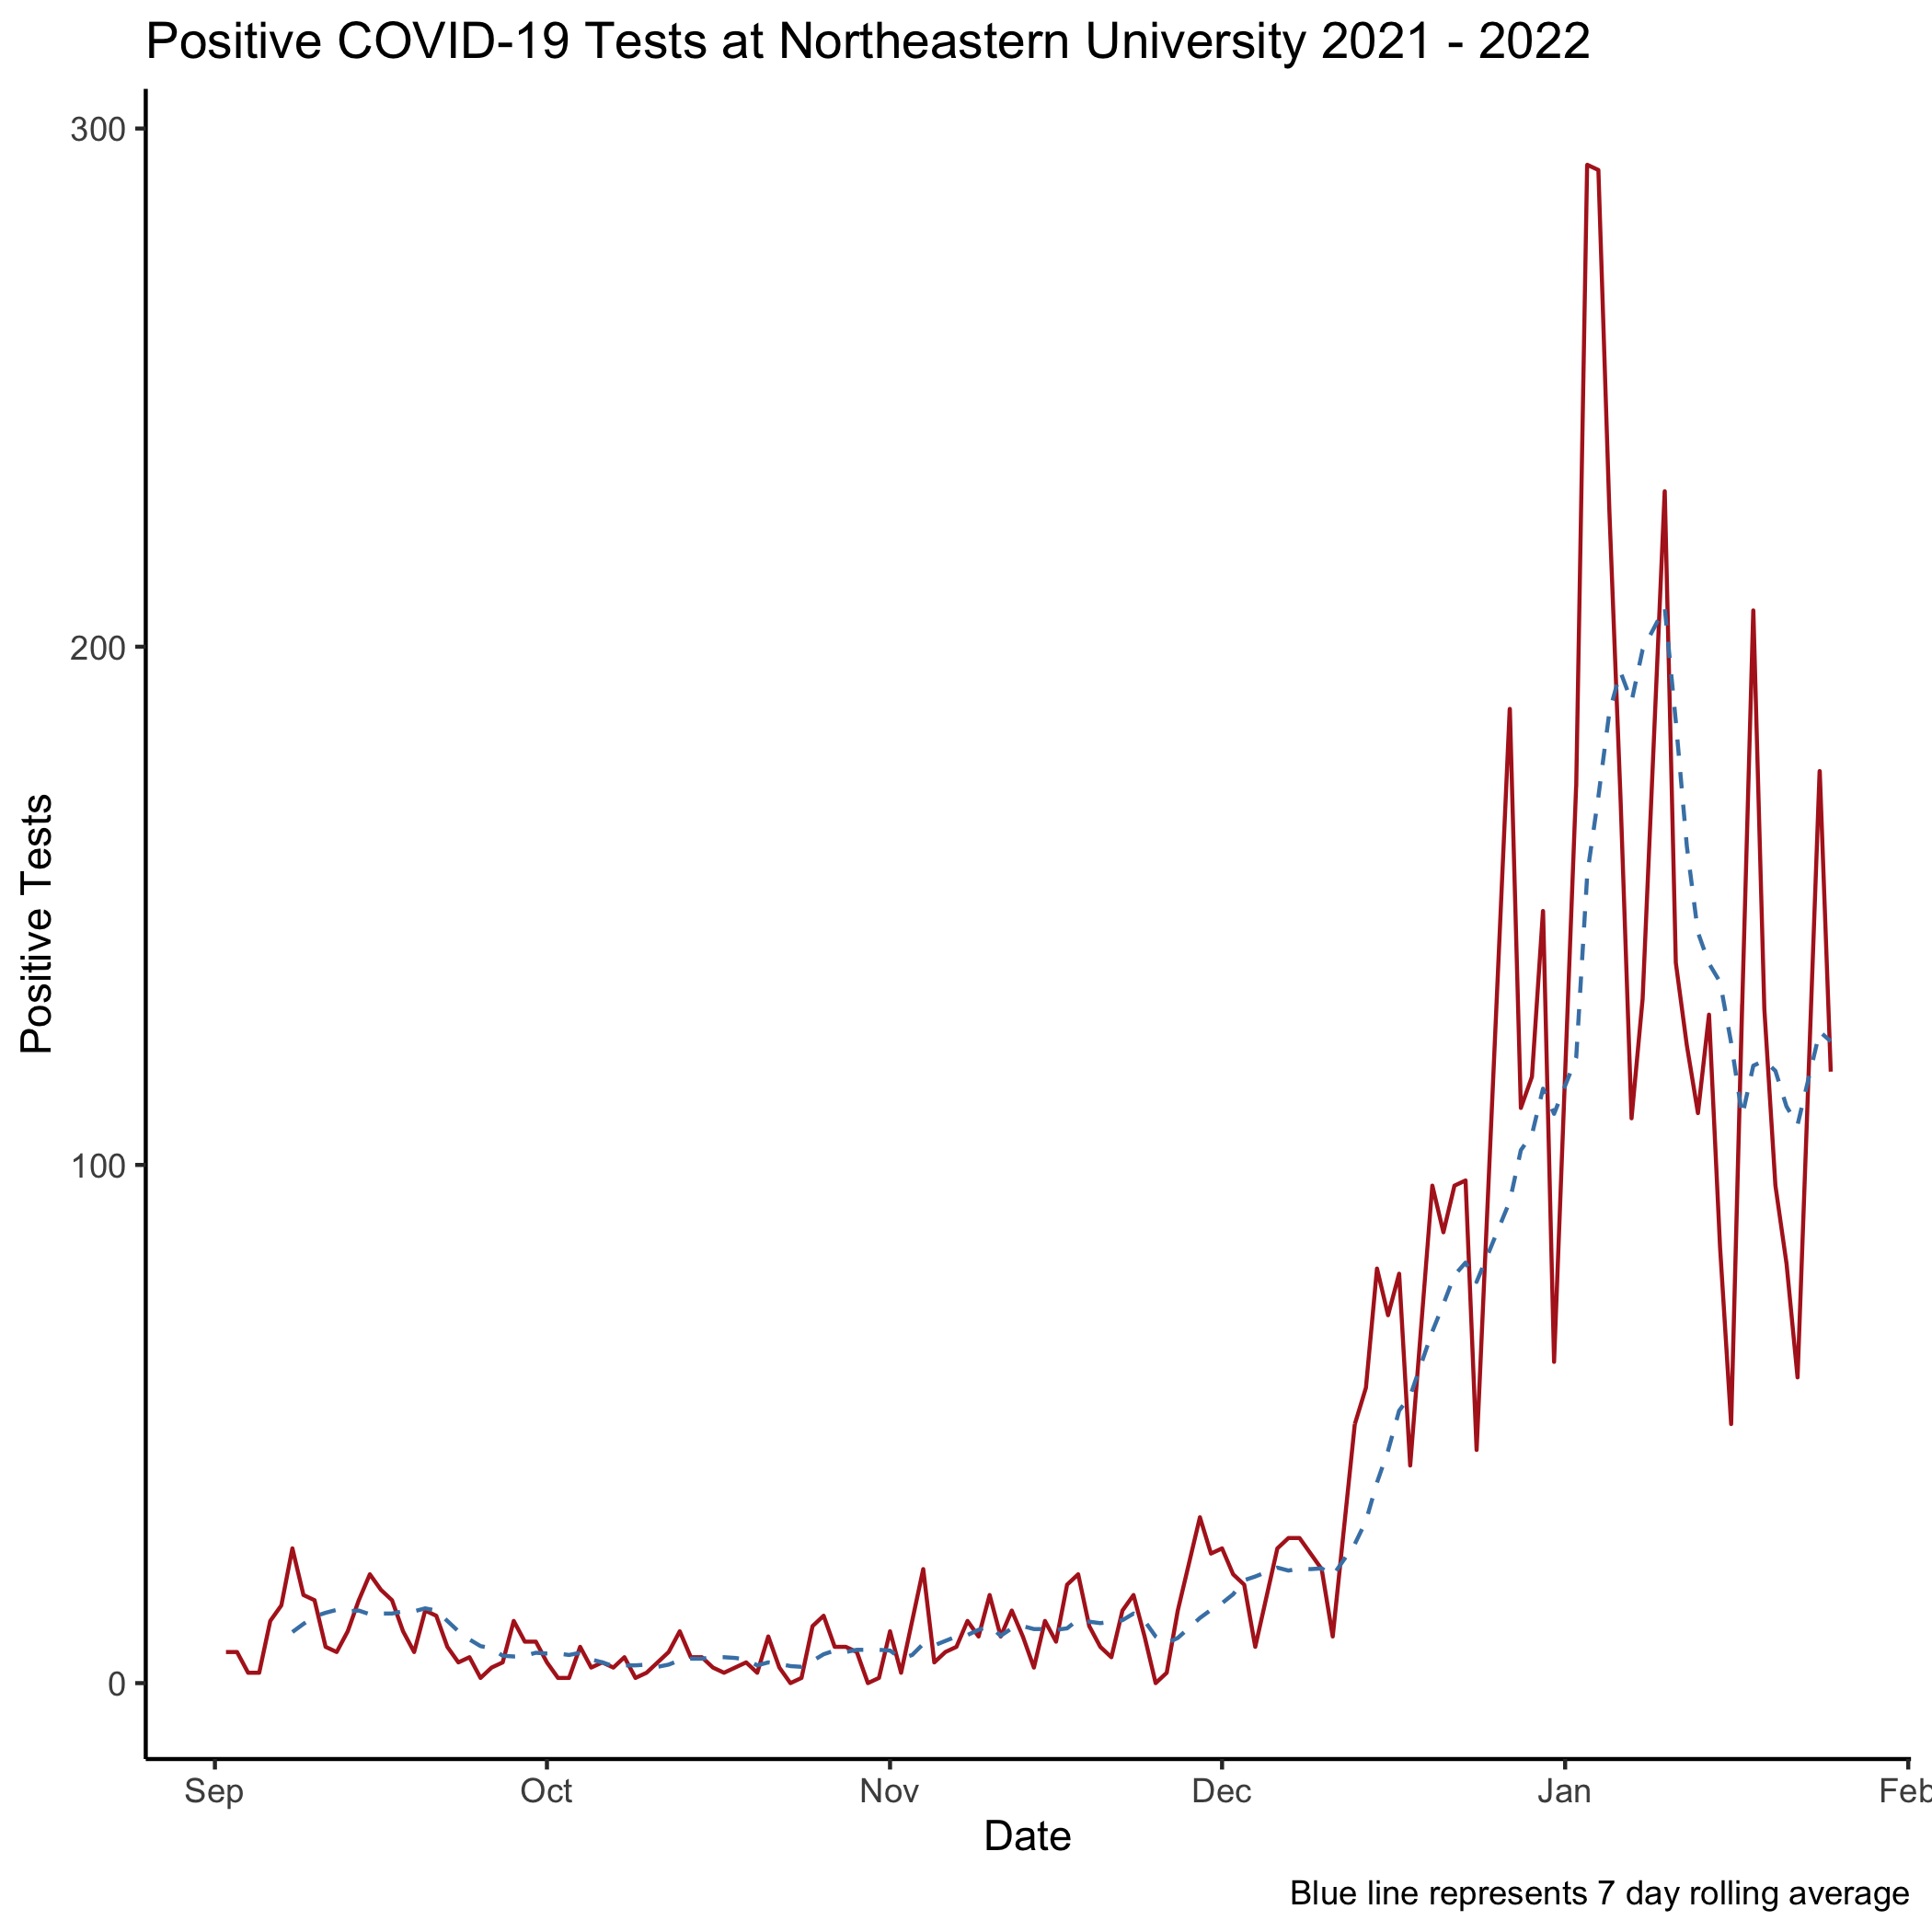 Positive COVID-19 Tests at Northeastern University 2021 - 2022
300
200
100
0
Positive Tests
Sep Oct Nov Dec Jan Feb
Date
Blue line represents 7 day rolling average